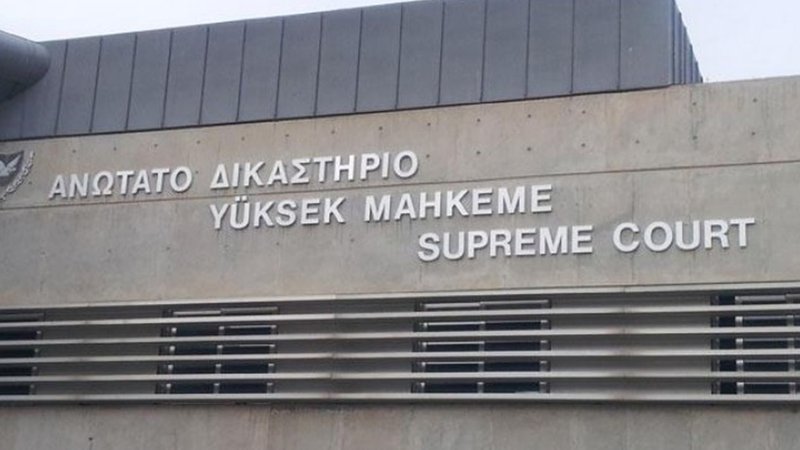 ΑΝΩΤΑΤΟ ΔΙΚΑΣΤΗΡΙΟ
YÜKSEK MAHKEME
SUPREME COURT